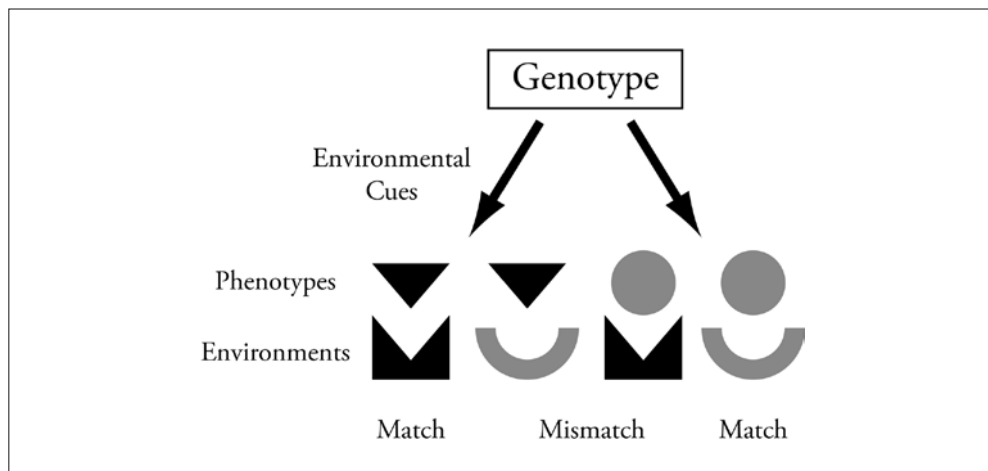 Genotype
Environmental
Cues
Phenotypes
Environments
Match
Mismatch
Match